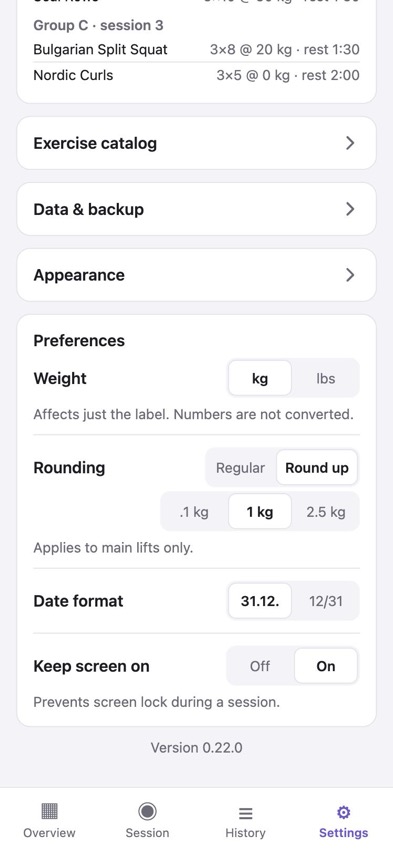 Group C · session 3
Bulgarian Split Squat 3×8 @ 20 kg · rest 1:30
Nordic Curls 3×5 @ 0 kg · rest 2:00
Exercise catalog
Data & backup
Appearance
Preferences
Weight kg lbs
Affects just the label. Numbers are not converted.
Rounding Regular Round up
.1 kg 1 kg 2.5 kg
Applies to main lifts only.
Date format 31.12. 12/31
Keep screen on Off On
Prevents screen lock during a session.
Version 0.22.0
Overview Session History Settings